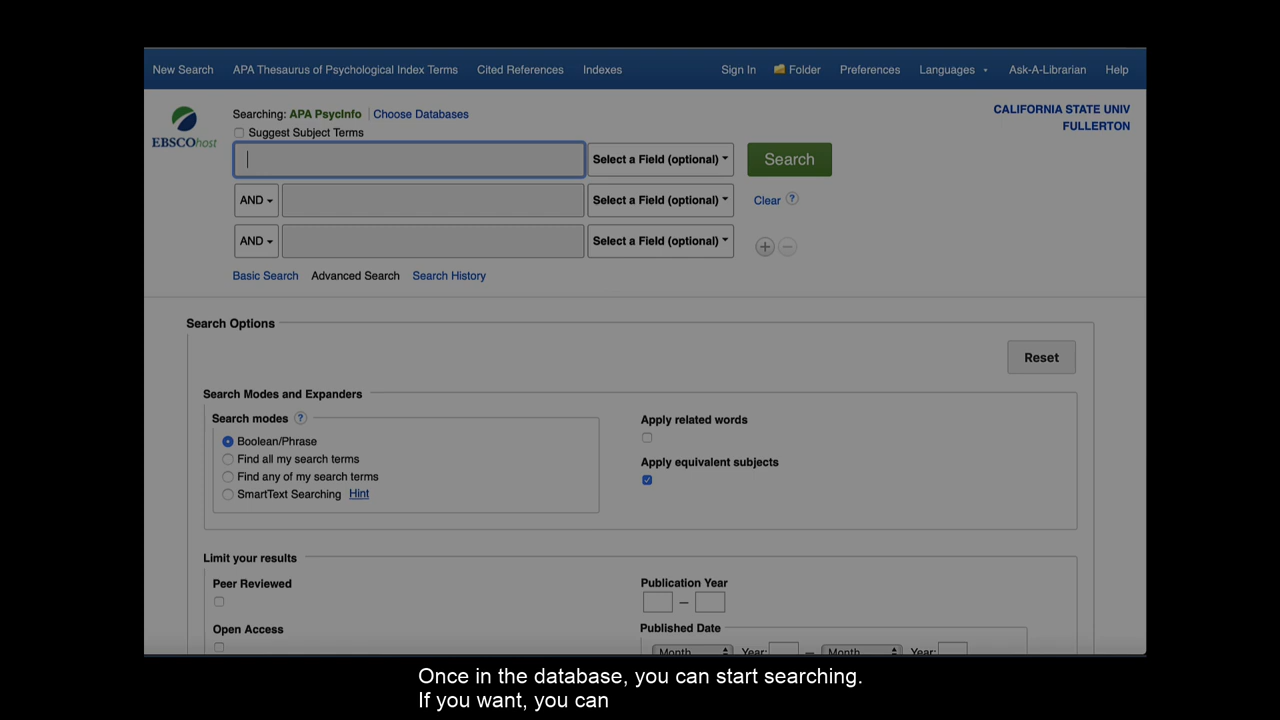 New Search APA Thesaurus of Psychological Index Terms Cited References Indexes Sign In Folder Preferences Languages Ask-A-Librarian Help
EBSCOhost
Searching: APA PsycInfo Choose Databases
CALIFORNIA STATE UNIV
FULLERTON
Suggest Subject Terms
Select a Field (optional) Search
AND Select a Field (optional) Clear ?
AND Select a Field (optional) + −
Basic Search Advanced Search Search History
Search Options
Reset
Search Modes and Expanders
Search modes ?
Boolean/Phrase
Find all my search terms
Find any of my search terms
SmartText Searching Hint
Apply related words
Apply equivalent subjects
Limit your results
Peer Reviewed
Open Access
Publication Year
–
Published Date
Month Year: – Month Year:
Once in the database, you can start searching.
If you want, you can